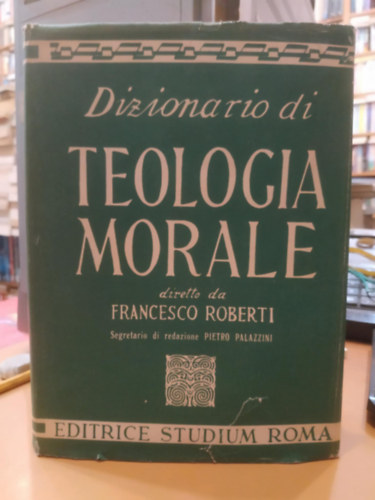 Dizionario di
TEOLOGIA
MORALE
diretto da
FRANCESCO ROBERTI
Segretario di redazione PIETRO PALAZZINI
EDITRICE STUDIUM ROMA